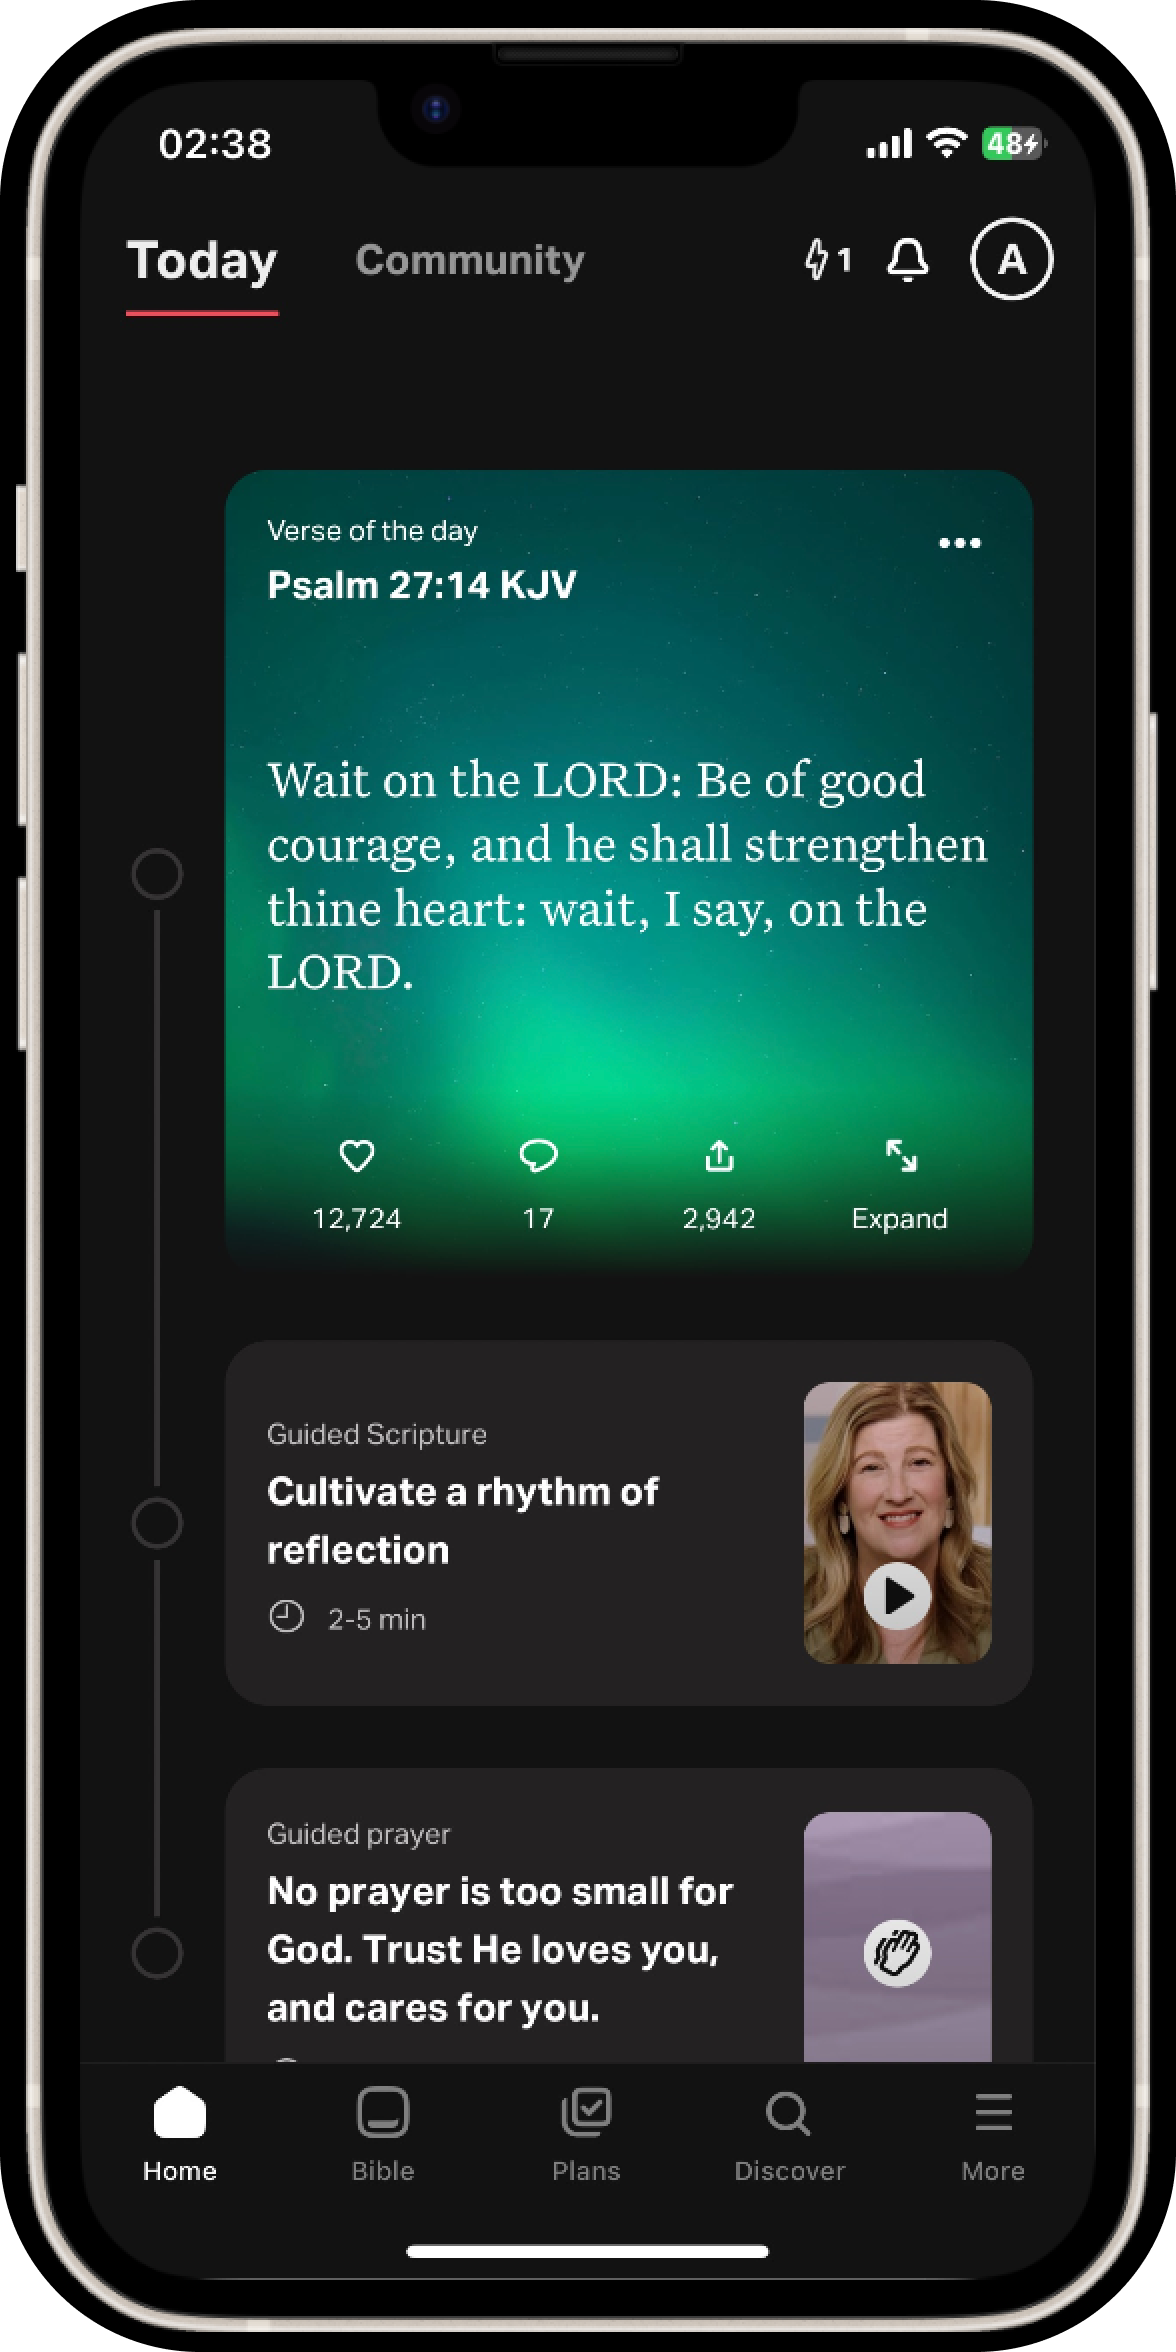 02:38
48
Today
Community
1
A
Verse of the day
Psalm 27:14 KJV
Wait on the LORD: Be of good
courage, and he shall strengthen
thine heart: wait, I say, on the
LORD.
12,724
17
2,942
Expand
Guided Scripture
Cultivate a rhythm of
reflection
2-5 min
Guided prayer
No prayer is too small for
God. Trust He loves you,
and cares for you.
Home
Bible
Plans
Discover
More